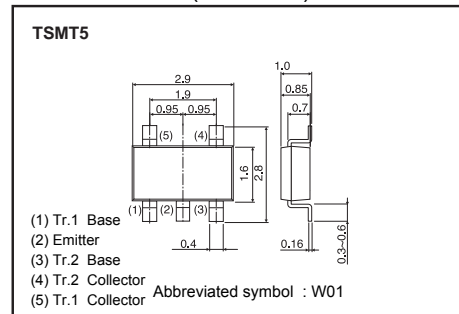 TSMT5
2.9
1.0
1.9
0.85
0.95 0.95
0.7
(5) (4)
1.6
2.8
(1) (2) (3)
0.4
0.16
0.3~0.6
(1) Tr.1 Base
(2) Emitter
(3) Tr.2 Base
(4) Tr.2 Collector
(5) Tr.1 Collector
Abbreviated symbol : W01